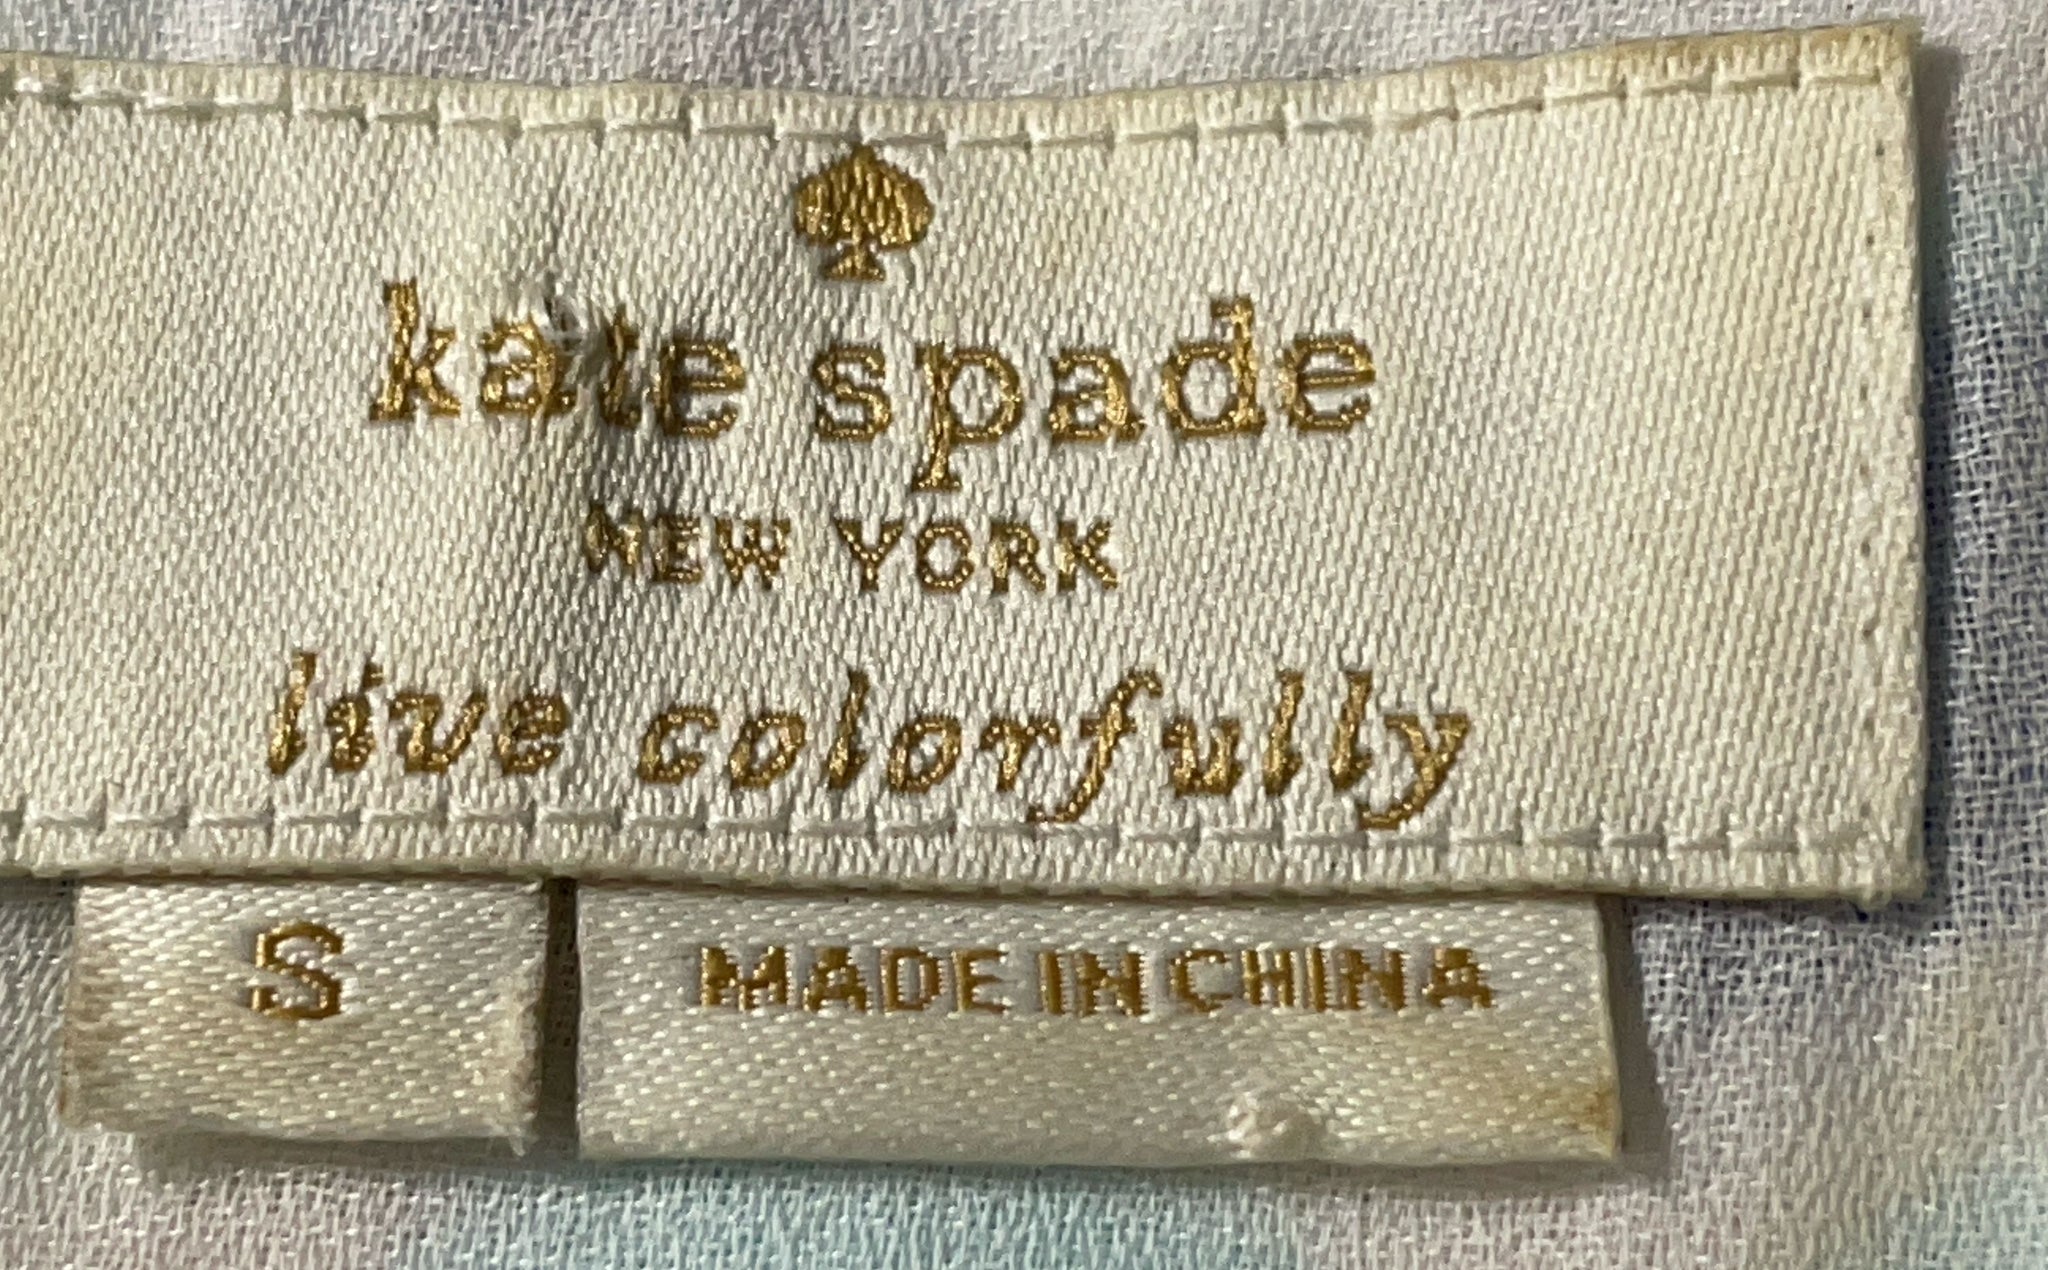 kate spade
NEW YORK
live colorfully
S
MADE IN CHINA